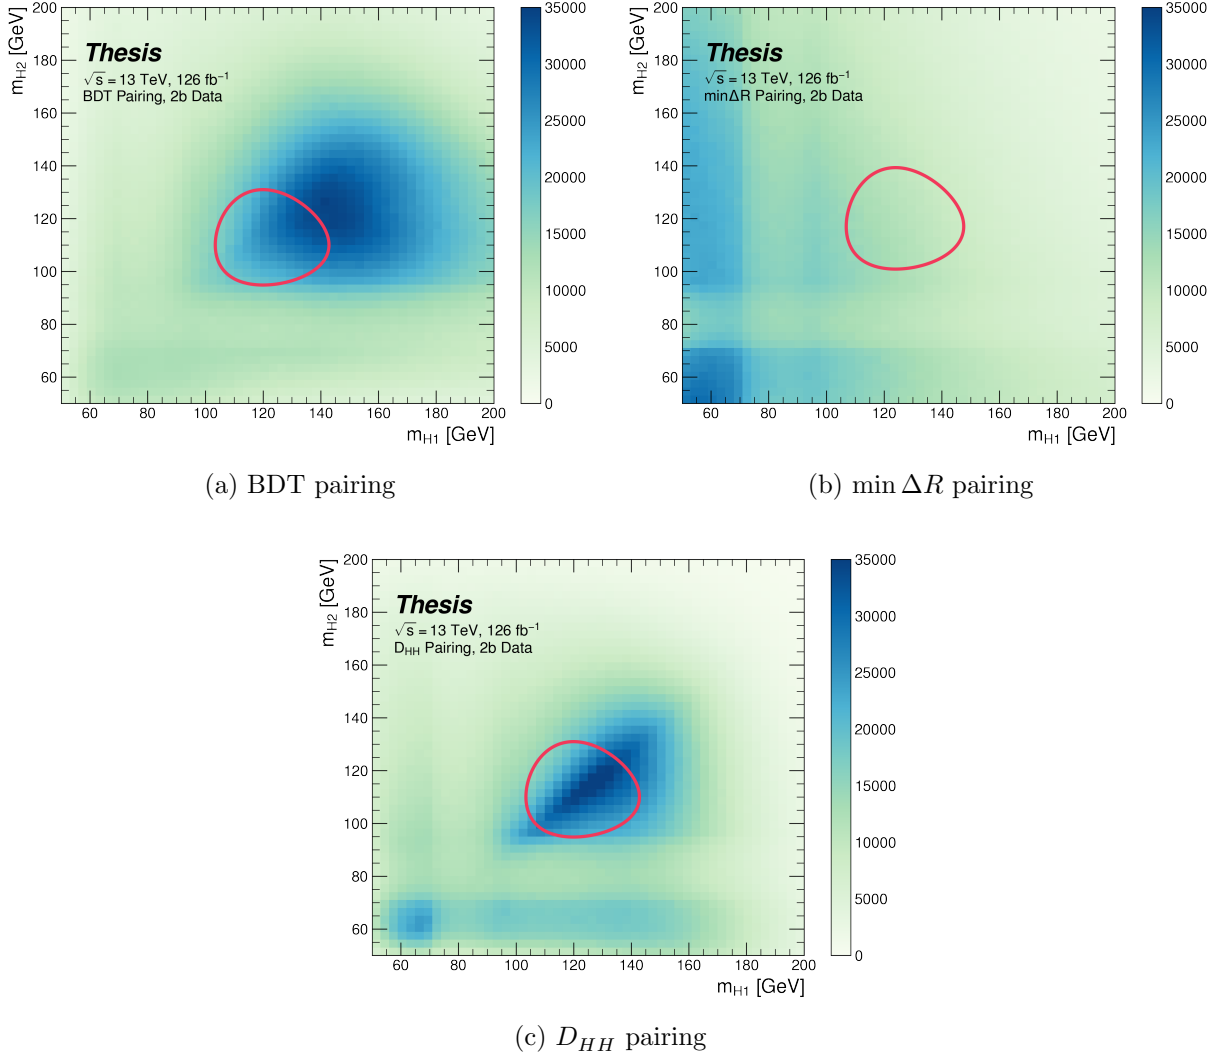 200
180
160
140
120
100
80
60
m_H2 [GeV]
Thesis
√s = 13 TeV, 126 fb⁻¹
BDT Pairing, 2b Data
60 80 100 120 140 160 180 200
m_H1 [GeV]
35000
30000
25000
20000
15000
10000
5000
0
(a) BDT pairing
200
180
160
140
120
100
80
60
m_H2 [GeV]
Thesis
√s = 13 TeV, 126 fb⁻¹
minΔR Pairing, 2b Data
60 80 100 120 140 160 180 200
m_H1 [GeV]
35000
30000
25000
20000
15000
10000
5000
0
(b) min ΔR pairing
200
180
160
140
120
100
80
60
m_H2 [GeV]
Thesis
√s = 13 TeV, 126 fb⁻¹
D_HH Pairing, 2b Data
60 80 100 120 140 160 180 200
m_H1 [GeV]
35000
30000
25000
20000
15000
10000
5000
0
(c) D_HH pairing